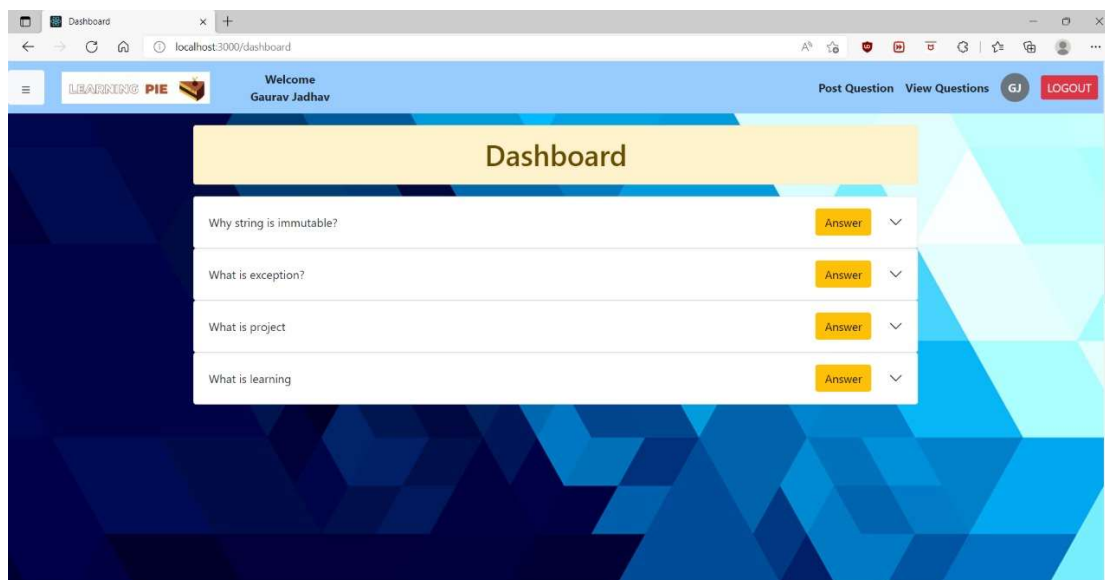 Dashboard
localhost:3000/dashboard
LEARNING PIE
Welcome
Gaurav Jadhav
Post Question View Questions GJ LOGOUT
Dashboard
Why string is immutable? Answer
What is exception? Answer
What is project Answer
What is learning Answer